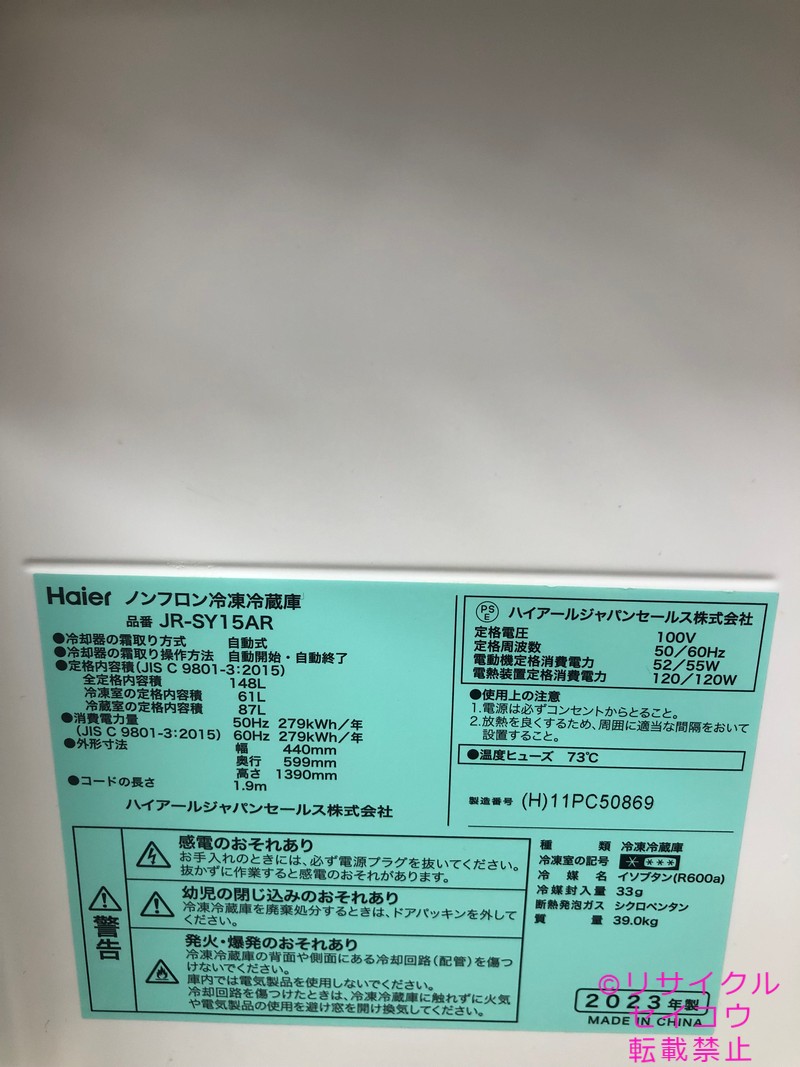 Haier ノンフロン冷凍冷蔵庫
品番 JR-SY15AR
●冷却器の霜取り方式 自動式
●冷却器の霜取り操作方法 自動開始・自動終了
●定格内容積(JIS C 9801-3:2015)
全定格内容積 148L
冷凍室の定格内容積 61L
冷蔵室の定格内容積 87L
●消費電力量 50Hz 279kWh/年
(JIS C 9801-3:2015) 60Hz 279kWh/年
●外形寸法 幅 440mm
奥行 599mm
高さ 1390mm
●コードの長さ 1.9m
ハイアールジャパンセールス株式会社
PSE ハイアールジャパンセールス株式会社
定格電圧 100V
定格周波数 50/60Hz
電動機定格消費電力 52/55W
電熱装置定格消費電力 120/120W
●使用上の注意
1.電源は必ずコンセントからとること。
2.放熱を良くするため、周囲に適当な間隔をおいて
設置すること。
●温度ヒューズ 73℃
製造番号 (H)11PC50869
警告
感電のおそれあり
お手入れのときには、必ず電源プラグを抜いてください。
抜かずに作業すると感電のおそれがあります。
幼児の閉じ込みのおそれあり
冷凍冷蔵庫を廃棄処分するときは、ドアパッキンを外して
ください。
発火・爆発のおそれあり
冷凍冷蔵庫の背面や側面にある冷却回路(配管)を傷つ
けないでください。
庫内では電気製品を使用しないでください。
冷却回路を傷つけたときは、冷凍冷蔵庫に触れずに火気
や電気製品の使用を避け窓を開け換気してください。
種類 冷凍冷蔵庫
冷凍室の記号 * ***
冷媒名 イソブタン(R600a)
冷媒封入量 33g
断熱発泡ガス シクロペンタン
質量 39.0kg
2023年製
MADE IN CHINA
©リサイクル
セイコウ
転載禁止